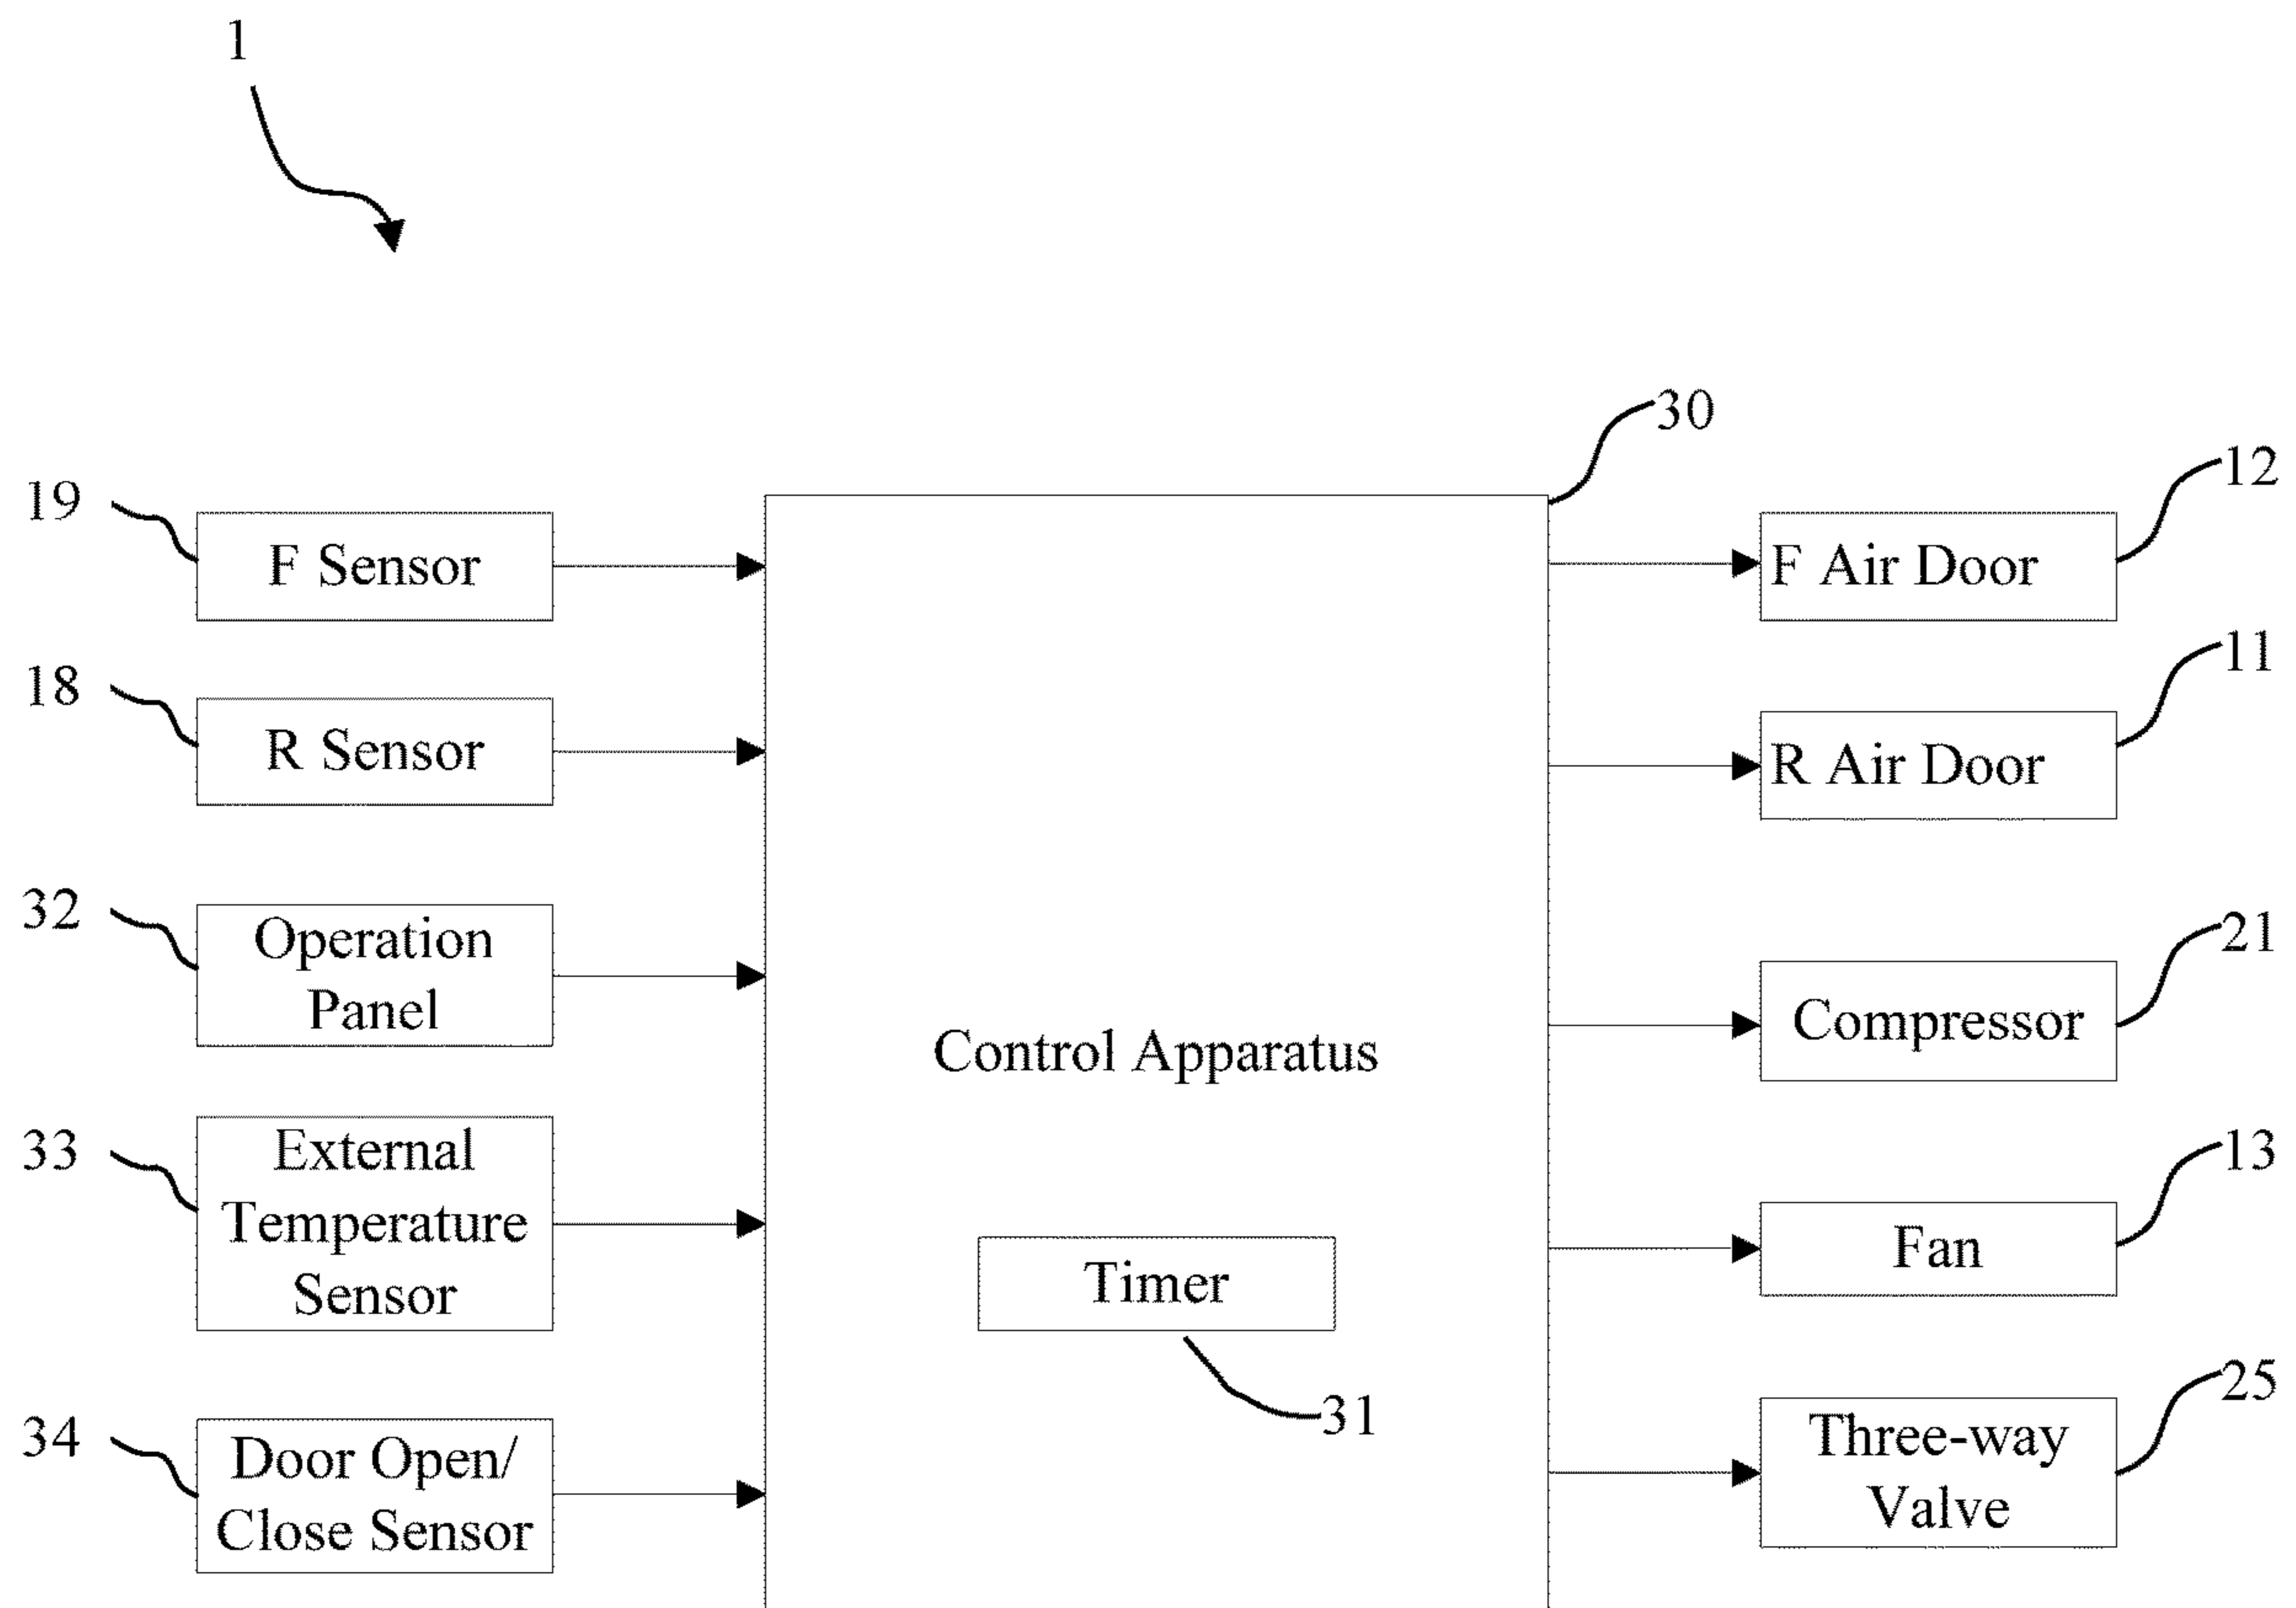 1
30
19
F Sensor
F Air Door
12
18
R Sensor
R Air Door
11
32
Operation
Panel
Control Apparatus
Compressor
21
33
External
Temperature
Sensor
Timer
31
Fan
13
34
Door Open/
Close Sensor
Three-way
Valve
25